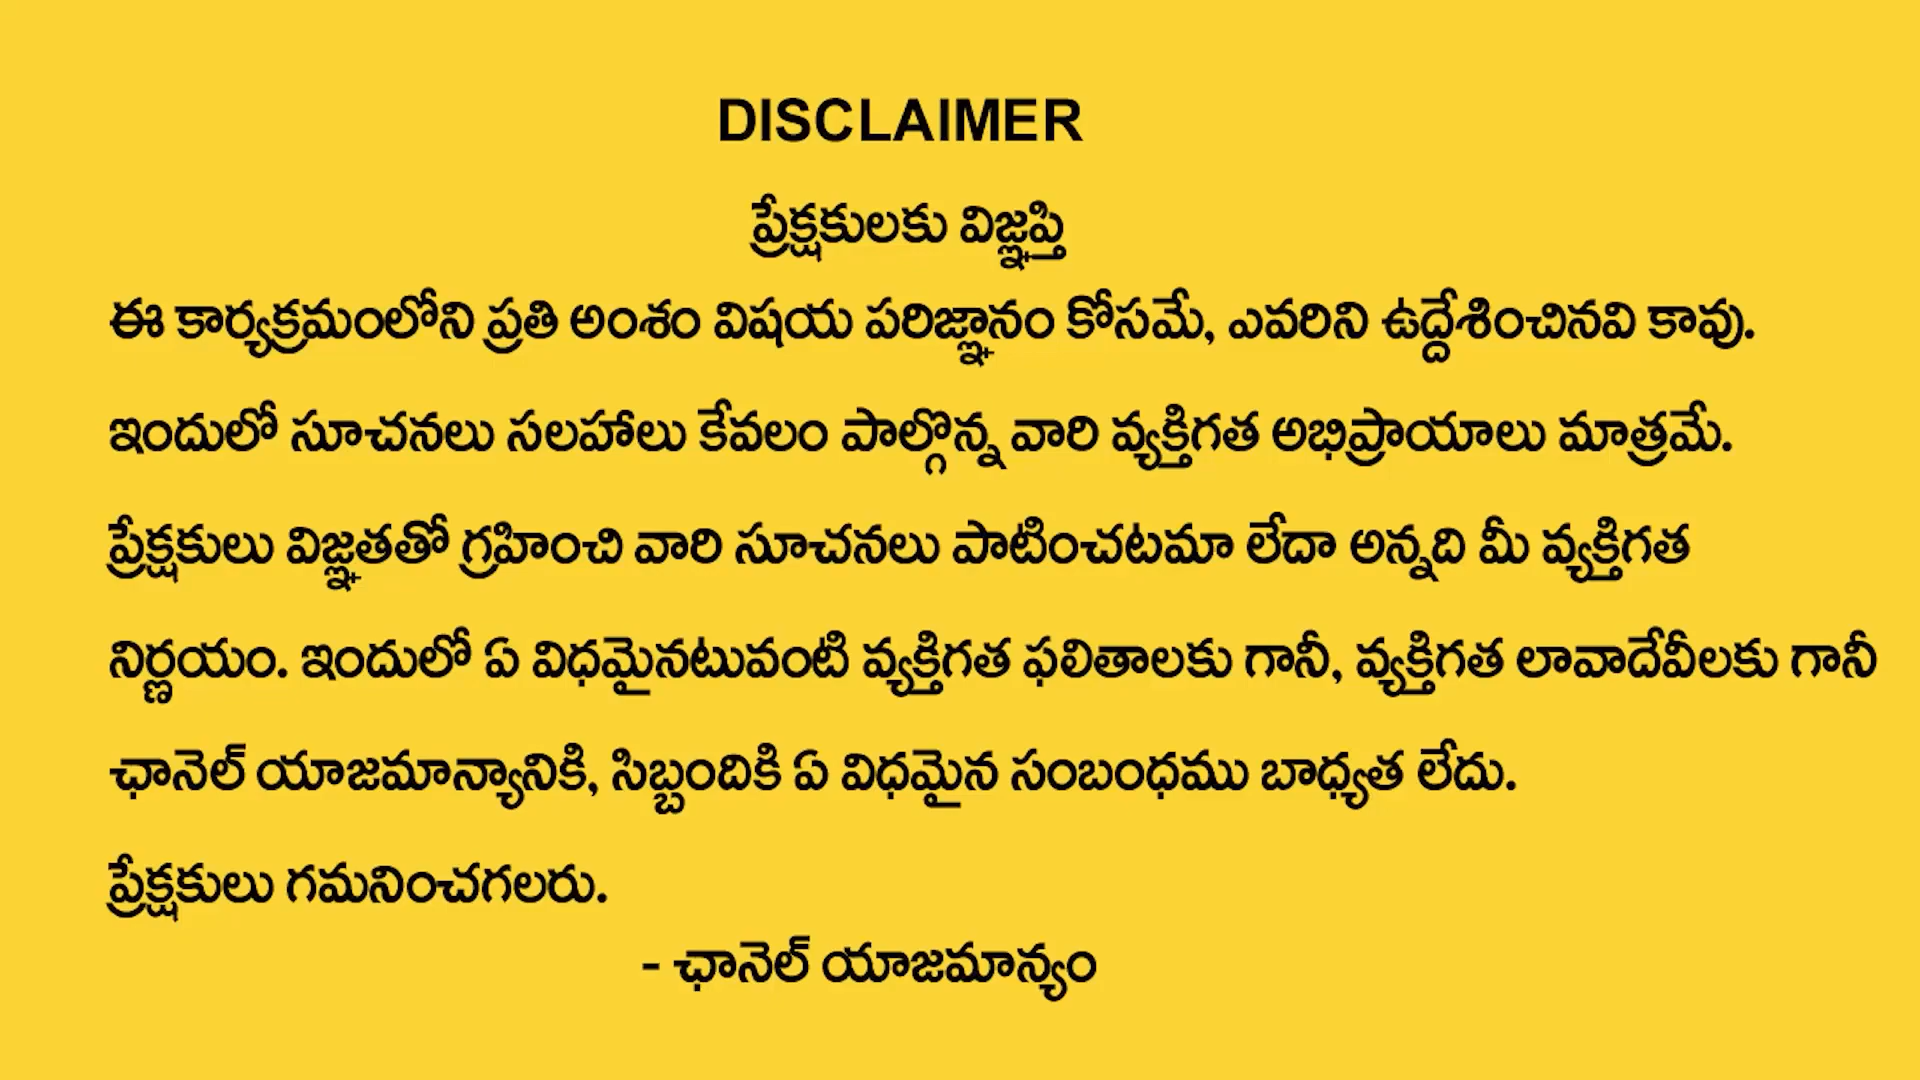 DISCLAIMER
ప్రేక్షకులకు విజ్ఞప్తి
ఈ కార్యక్రమంలోని ప్రతి అంశం విషయ పరిజ్ఞానం కోసమే, ఎవరిని ఉద్దేశించినవి కావు.
ఇందులో సూచనలు సలహాలు కేవలం పాల్గొన్న వారి వ్యక్తిగత అభిప్రాయాలు మాత్రమే.
ప్రేక్షకులు విజ్ఞతతో గ్రహించి వారి సూచనలు పాటించటమా లేదా అన్నది మీ వ్యక్తిగత
నిర్ణయం. ఇందులో ఏ విధమైనటువంటి వ్యక్తిగత ఫలితాలకు గానీ, వ్యక్తిగత లావాదేవీలకు గానీ
ఛానెల్ యాజమాన్యానికి, సిబ్బందికి ఏ విధమైన సంబంధము బాధ్యత లేదు.
ప్రేక్షకులు గమనించగలరు.
- ఛానెల్ యాజమాన్యం